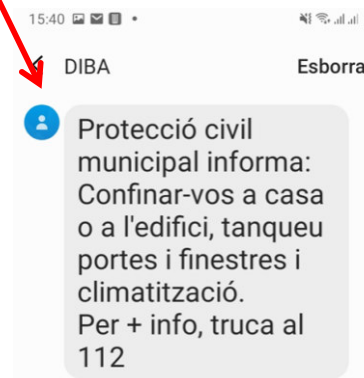 15:40
DIBA Esborra
Protecció civil
municipal informa:
Confinar-vos a casa
o a l'edifici, tanqueu
portes i finestres i
climatització.
Per + info, truca al
112